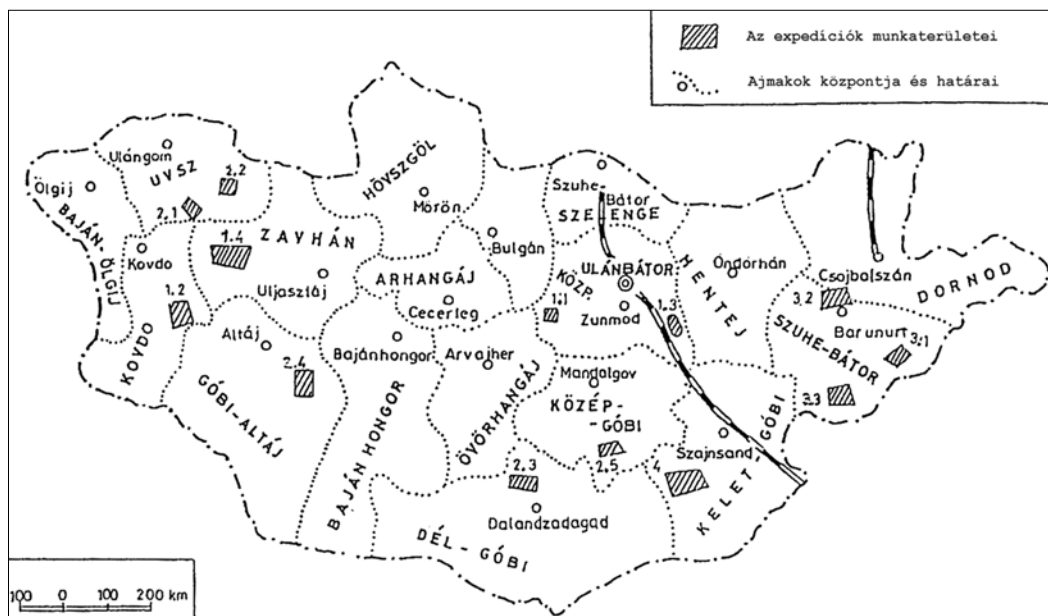 Az expedíciók munkaterületei
Ajmakok központja és határai
Ulángom
UVSZ
2.2
Ölgij
BAJÁN-ÖLGIJ
2.1
HÖVSZGÖL
Mörön
Szuhe-Bátor
SZELENGE
Kovdo
1.4
ZAVHÁN
Bulgán
ULÁNBÁTOR
HENTEJ
Öndörhán
Csojbalszán
DORNOD
ARHANGÁJ
KÖZP.
1.2
Uljasztáj
Cecerleg
1.1
Zunmod
1.3
3.2
Barunurt
3.1
SZUHE-BÁTOR
KOVDO
Altáj
Bajánhongor
Arvajher
Mandalgov
2.4
3.3
GÓBI-ALTÁJ
BAJÁNHONGOR
ÖVÖRHANGÁJ
KÖZÉP-GÓBI
Szajnsand
KELET-GÓBI
2.3
2.5
4.
Dalandzadagad
DÉL-GÓBI
100 0 100 200 km